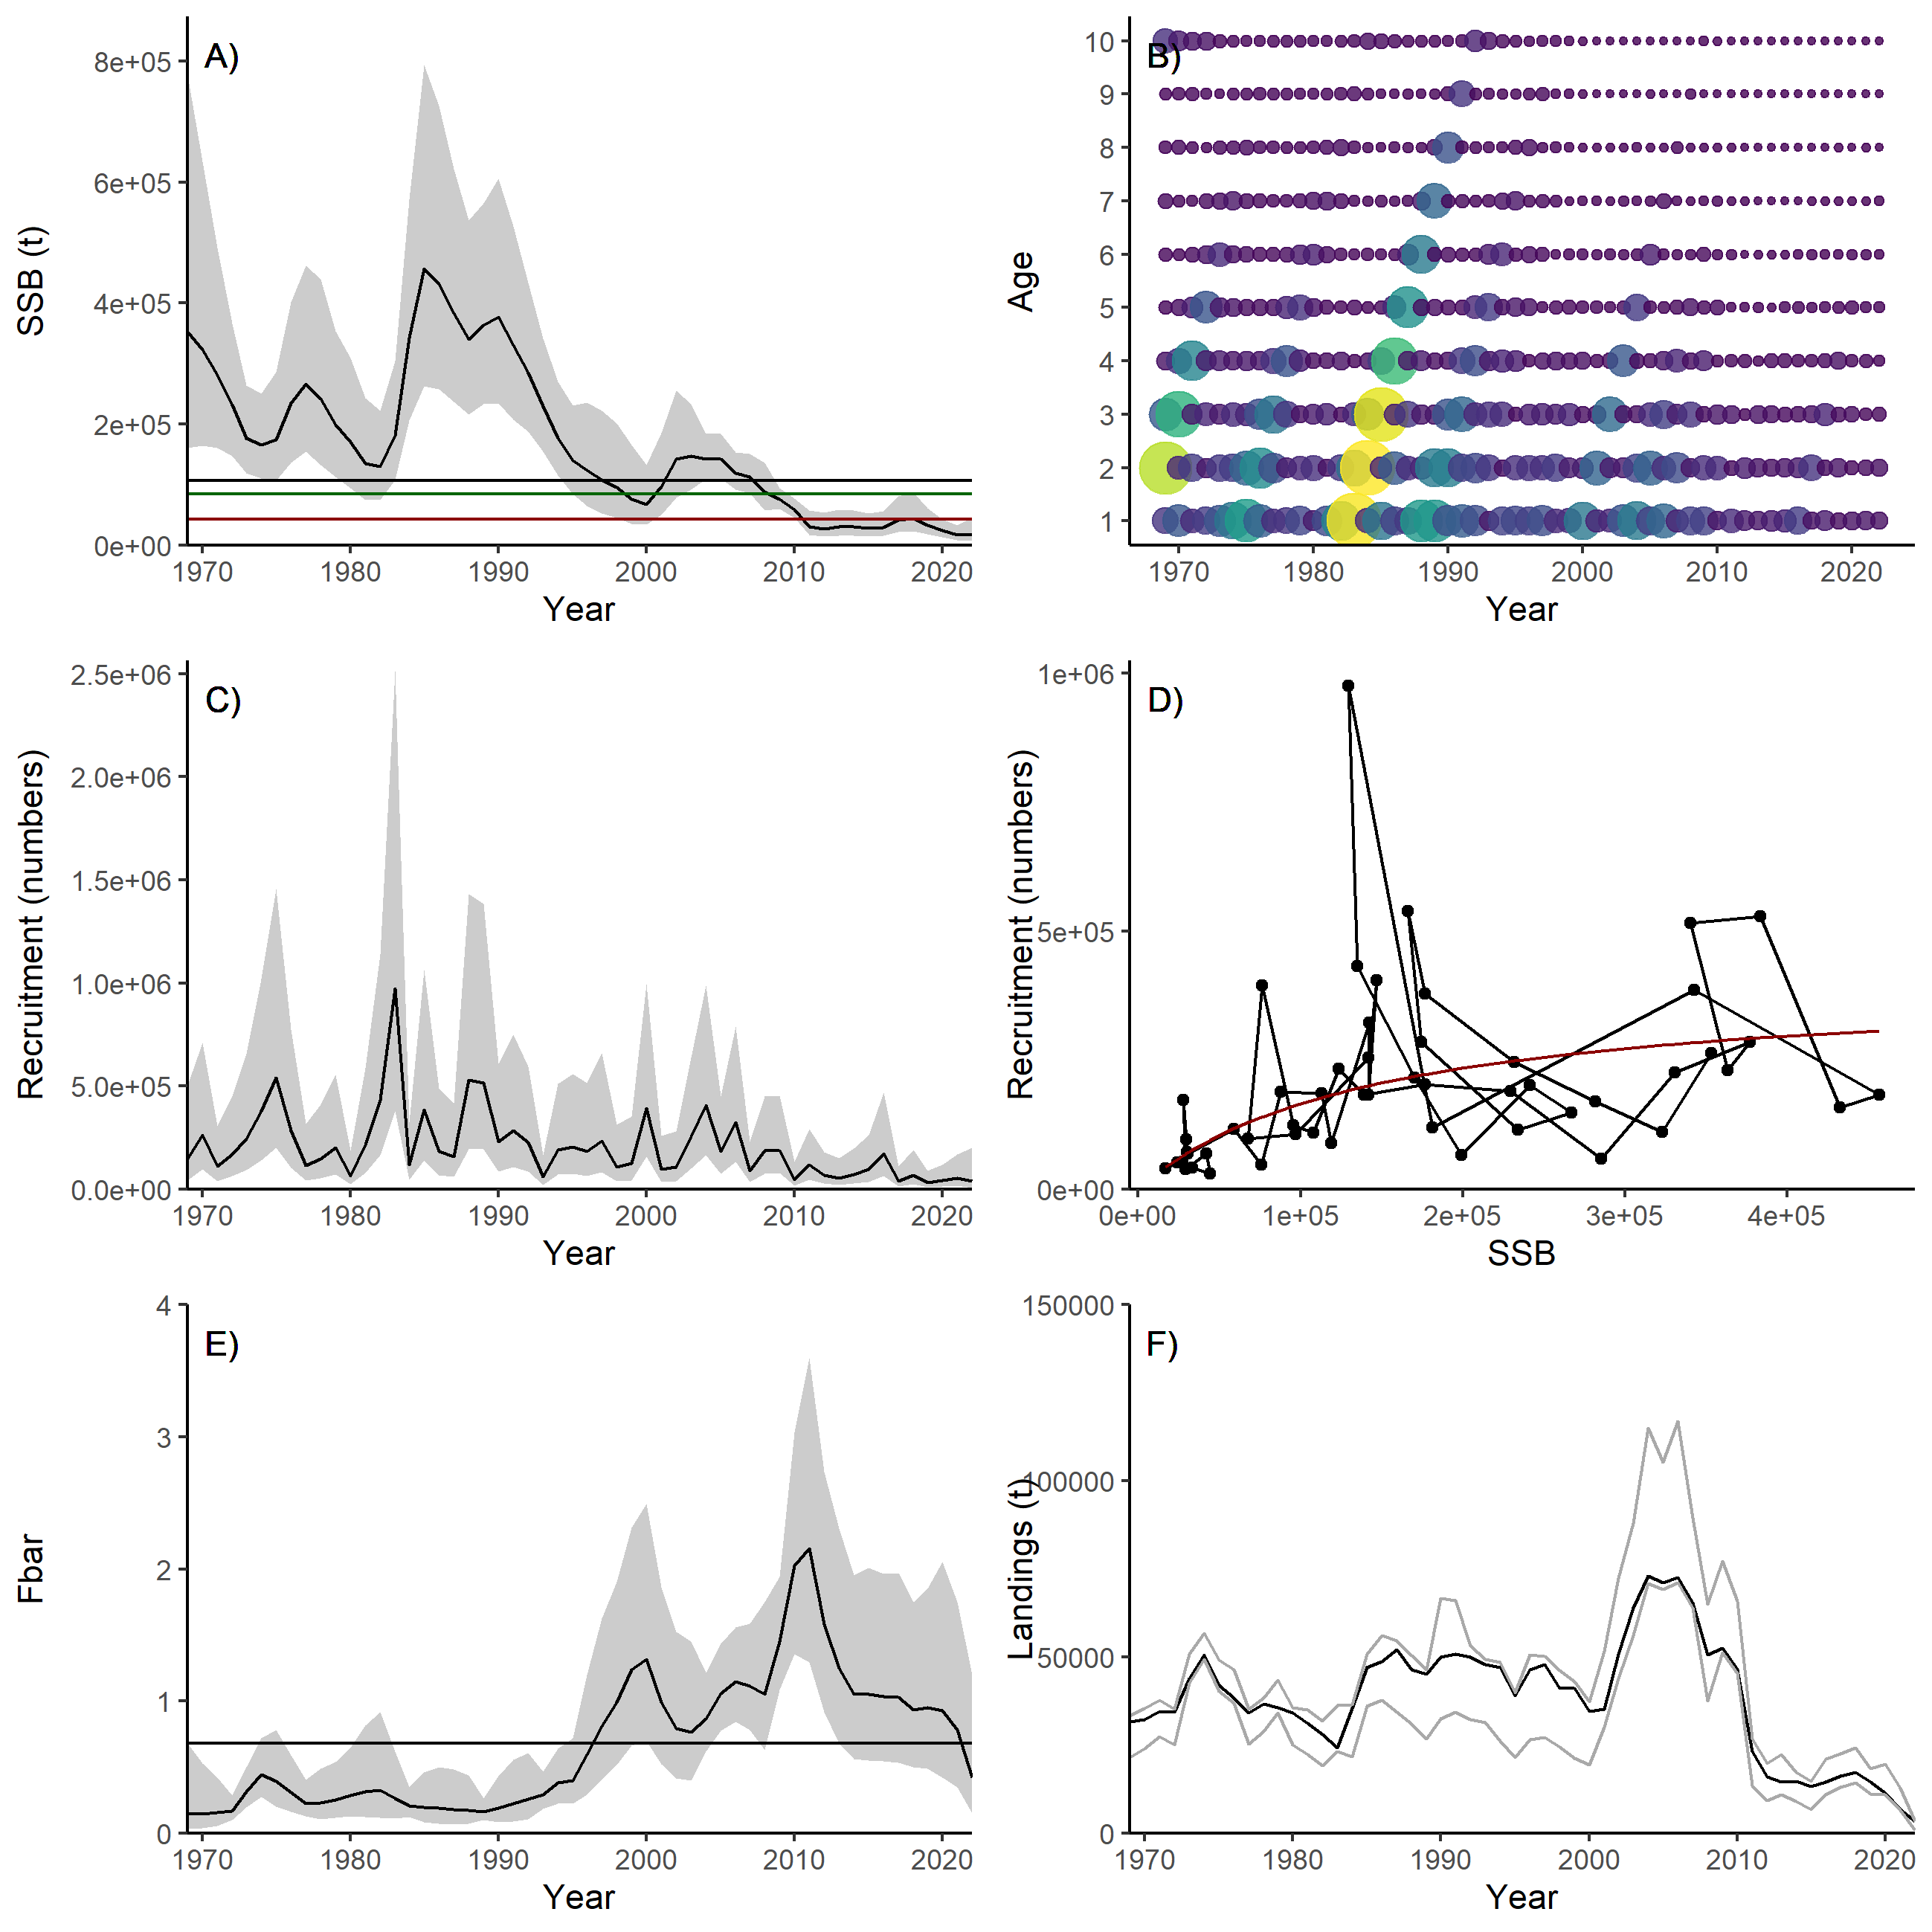 A)
SSB (t)
8e+05
6e+05
4e+05
2e+05
0e+00
1970 1980 1990 2000 2010 2020
Year
B)
Age
10
9
8
7
6
5
4
3
2
1
1970 1980 1990 2000 2010 2020
Year
C)
Recruitment (numbers)
2.5e+06
2.0e+06
1.5e+06
1.0e+06
5.0e+05
0.0e+00
1970 1980 1990 2000 2010 2020
Year
D)
Recruitment (numbers)
1e+06
5e+05
0e+00
0e+00 1e+05 2e+05 3e+05 4e+05
SSB
E)
Fbar
4
3
2
1
0
1970 1980 1990 2000 2010 2020
Year
F)
Landings (t)
150000
100000
50000
0
1970 1980 1990 2000 2010 2020
Year